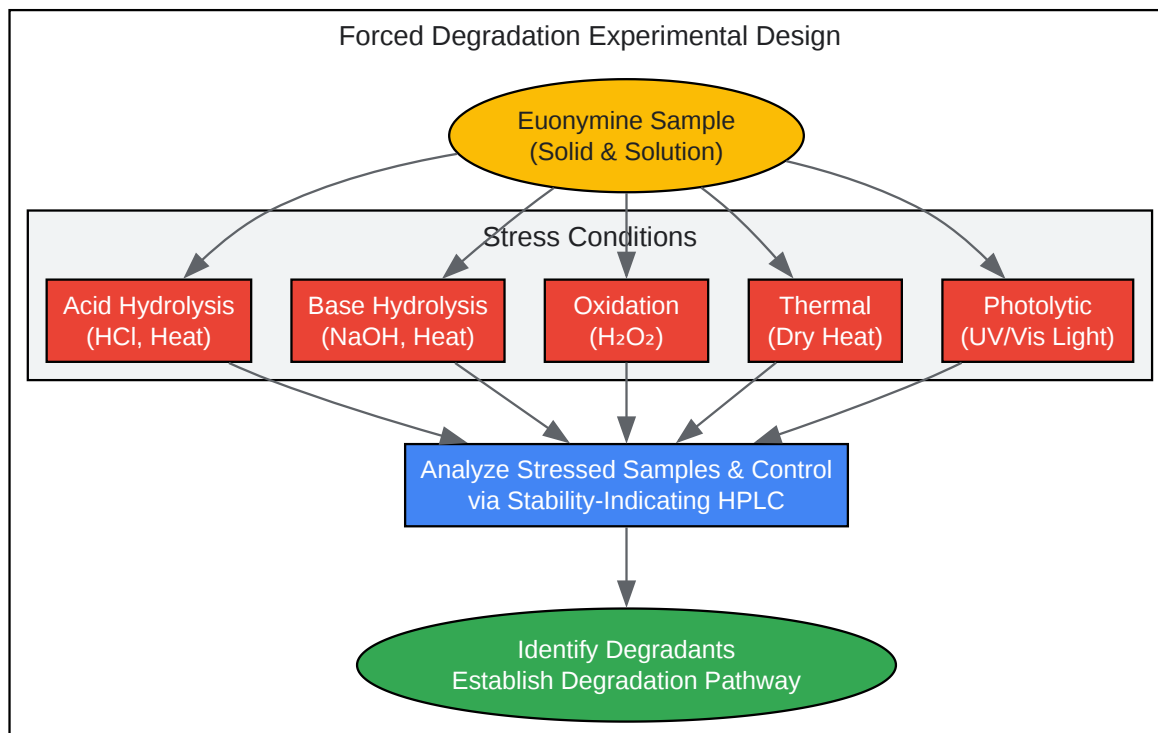 Forced Degradation Experimental Design
Euonymine Sample
(Solid & Solution)
Stress Conditions
Acid Hydrolysis
(HCl, Heat)
Base Hydrolysis
(NaOH, Heat)
Oxidation
(H₂O₂)
Thermal
(Dry Heat)
Photolytic
(UV/Vis Light)
Analyze Stressed Samples & Control
via Stability-Indicating HPLC
Identify Degradants
Establish Degradation Pathway